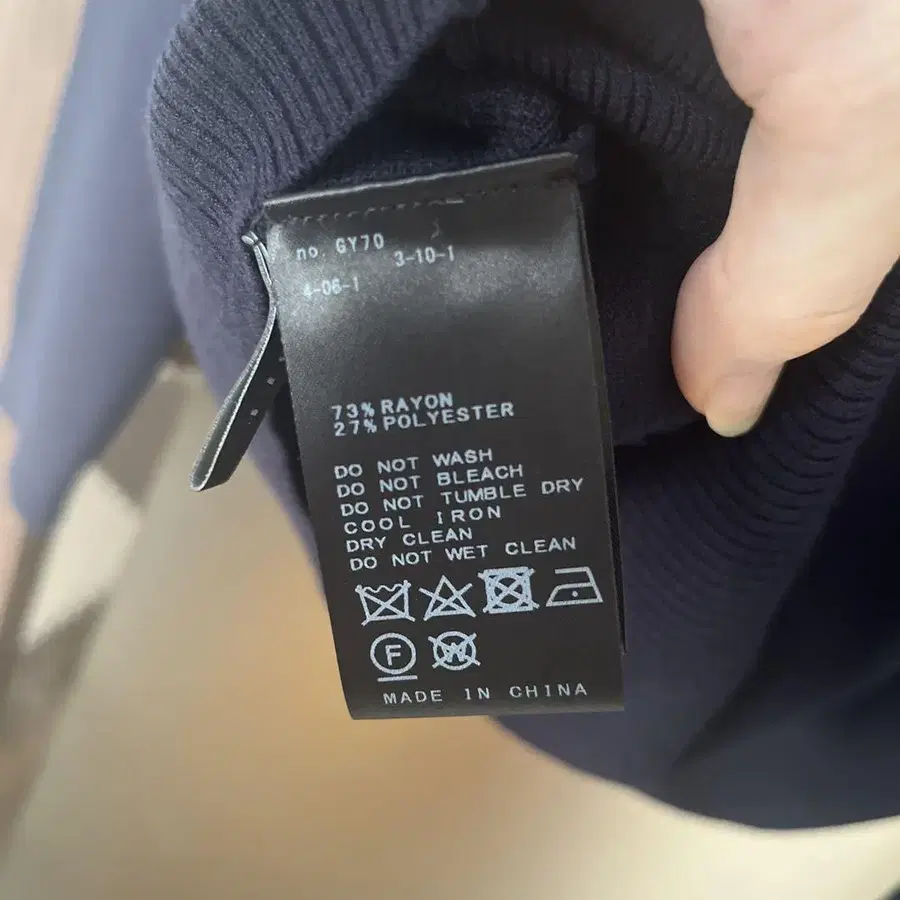 no. GY70
3-10-1
4-06-1
73% RAYON
27% POLYESTER
DO NOT WASH
DO NOT BLEACH
DO NOT TUMBLE DRY
COOL IRON
DRY CLEAN
DO NOT WET CLEAN
F W
MADE IN CHINA